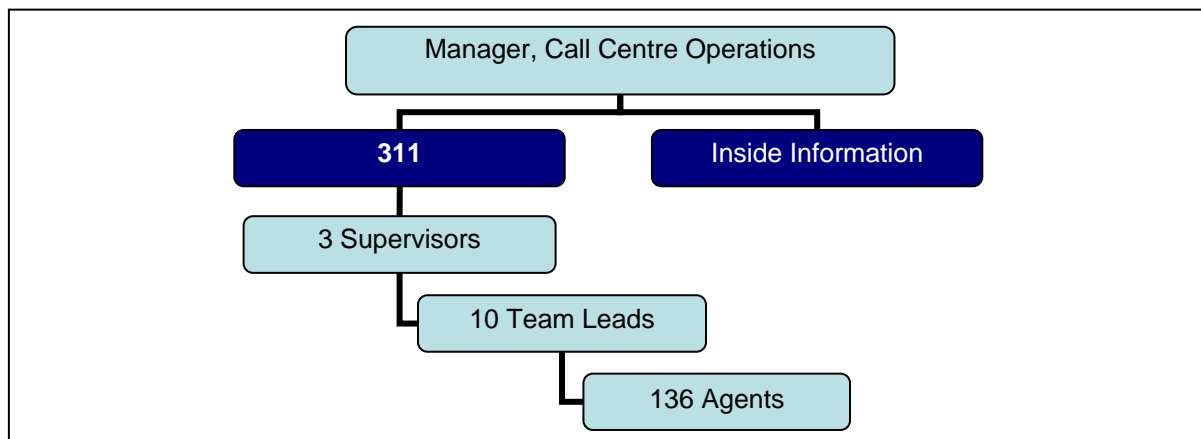 Manager, Call Centre Operations
311
Inside Information
3 Supervisors
10 Team Leads
136 Agents